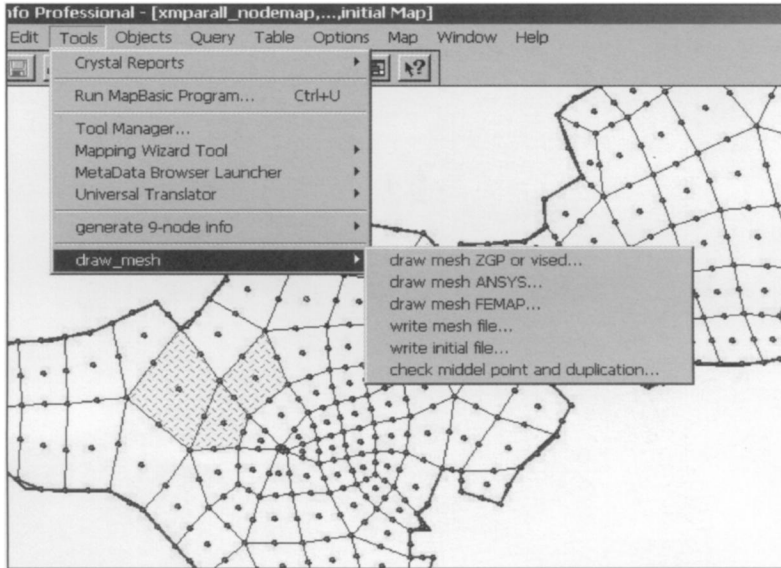 nfo Professional - [xmparall_nodemap,...,initial Map]
Edit Tools Objects Query Table Options Map Window Help
Crystal Reports
Run MapBasic Program... Ctrl+U
Tool Manager...
Mapping Wizard Tool
MetaData Browser Launcher
Universal Translator
generate 9-node info
draw_mesh
draw mesh ZGP or vised...
draw mesh ANSYS...
draw mesh FEMAP...
write mesh file...
write initial file...
check middel point and duplication...